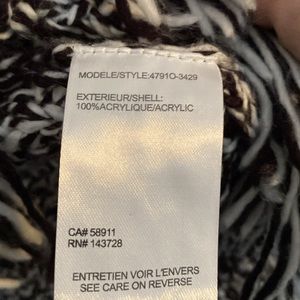 MODELE/STYLE:4791O-3429
EXTERIEUR/SHELL:
100%ACRYLIQUE/ACRYLIC
CA# 58911
RN# 143728
ENTRETIEN VOIR L'ENVERS
SEE CARE ON REVERSE